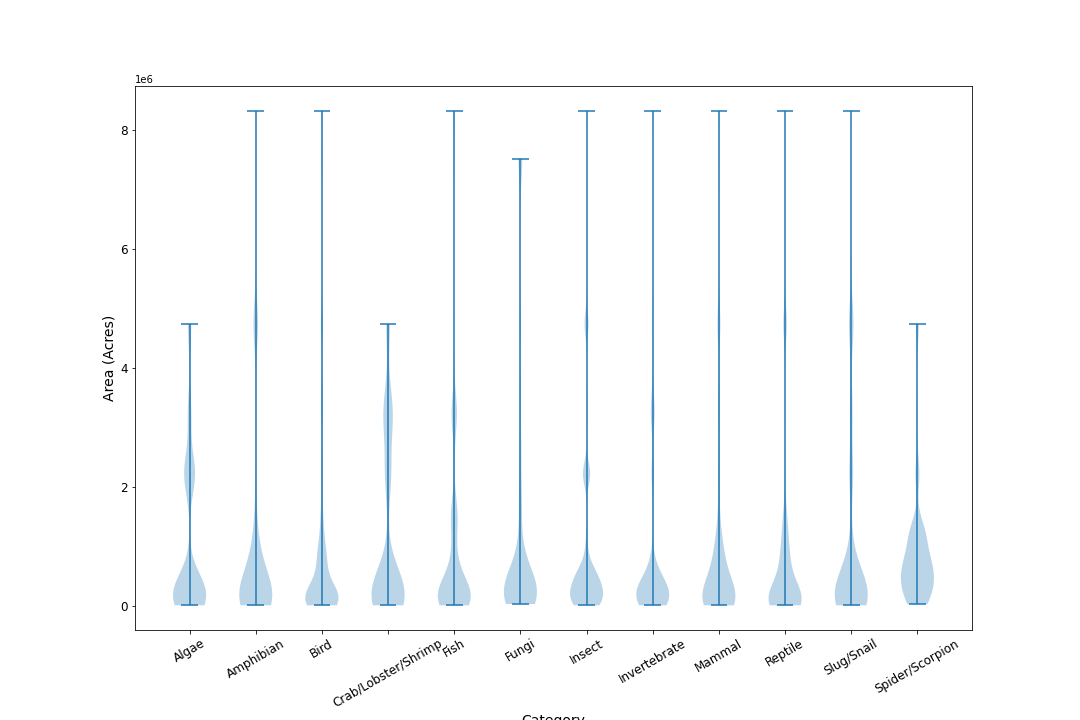 1e6
8
6
4
2
0
Area (Acres)
Algae
Amphibian
Bird
Crab/Lobster/Shrimp
Fish
Fungi
Insect
Invertebrate
Mammal
Reptile
Slug/Snail
Spider/Scorpion
Category